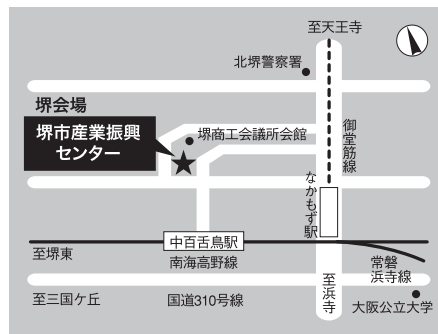 至天王寺
北堺警察署
堺会場
堺市産業振興
センター
堺商工会議所会館
御堂筋線
なかもず駅
中百舌鳥駅
至堺東
南海高野線
常磐
浜寺線
至浜寺
至三国ケ丘
国道310号線
大阪公立大学